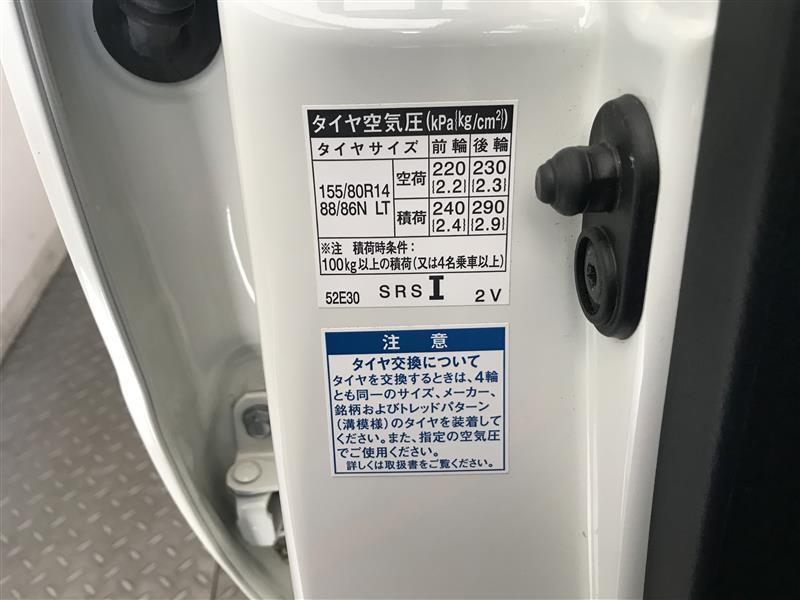 タイヤ空気圧(kPa{kg/cm²})
タイヤサイズ 前輪 後輪
155/80R14 88/86N LT 空荷 220{2.2} 230{2.3}
積荷 240{2.4} 290{2.9}
※注 積荷時条件:
100kg以上の積荷(又は4名乗車以上)
52E30 SRS I 2V
注意
タイヤ交換について
タイヤを交換するときは、4輪
とも同一のサイズ、メーカー、
銘柄およびトレッドパターン
(溝模様)のタイヤを装着して
ください。また、指定の空気圧
でご使用ください。
詳しくは取扱書をご覧ください。